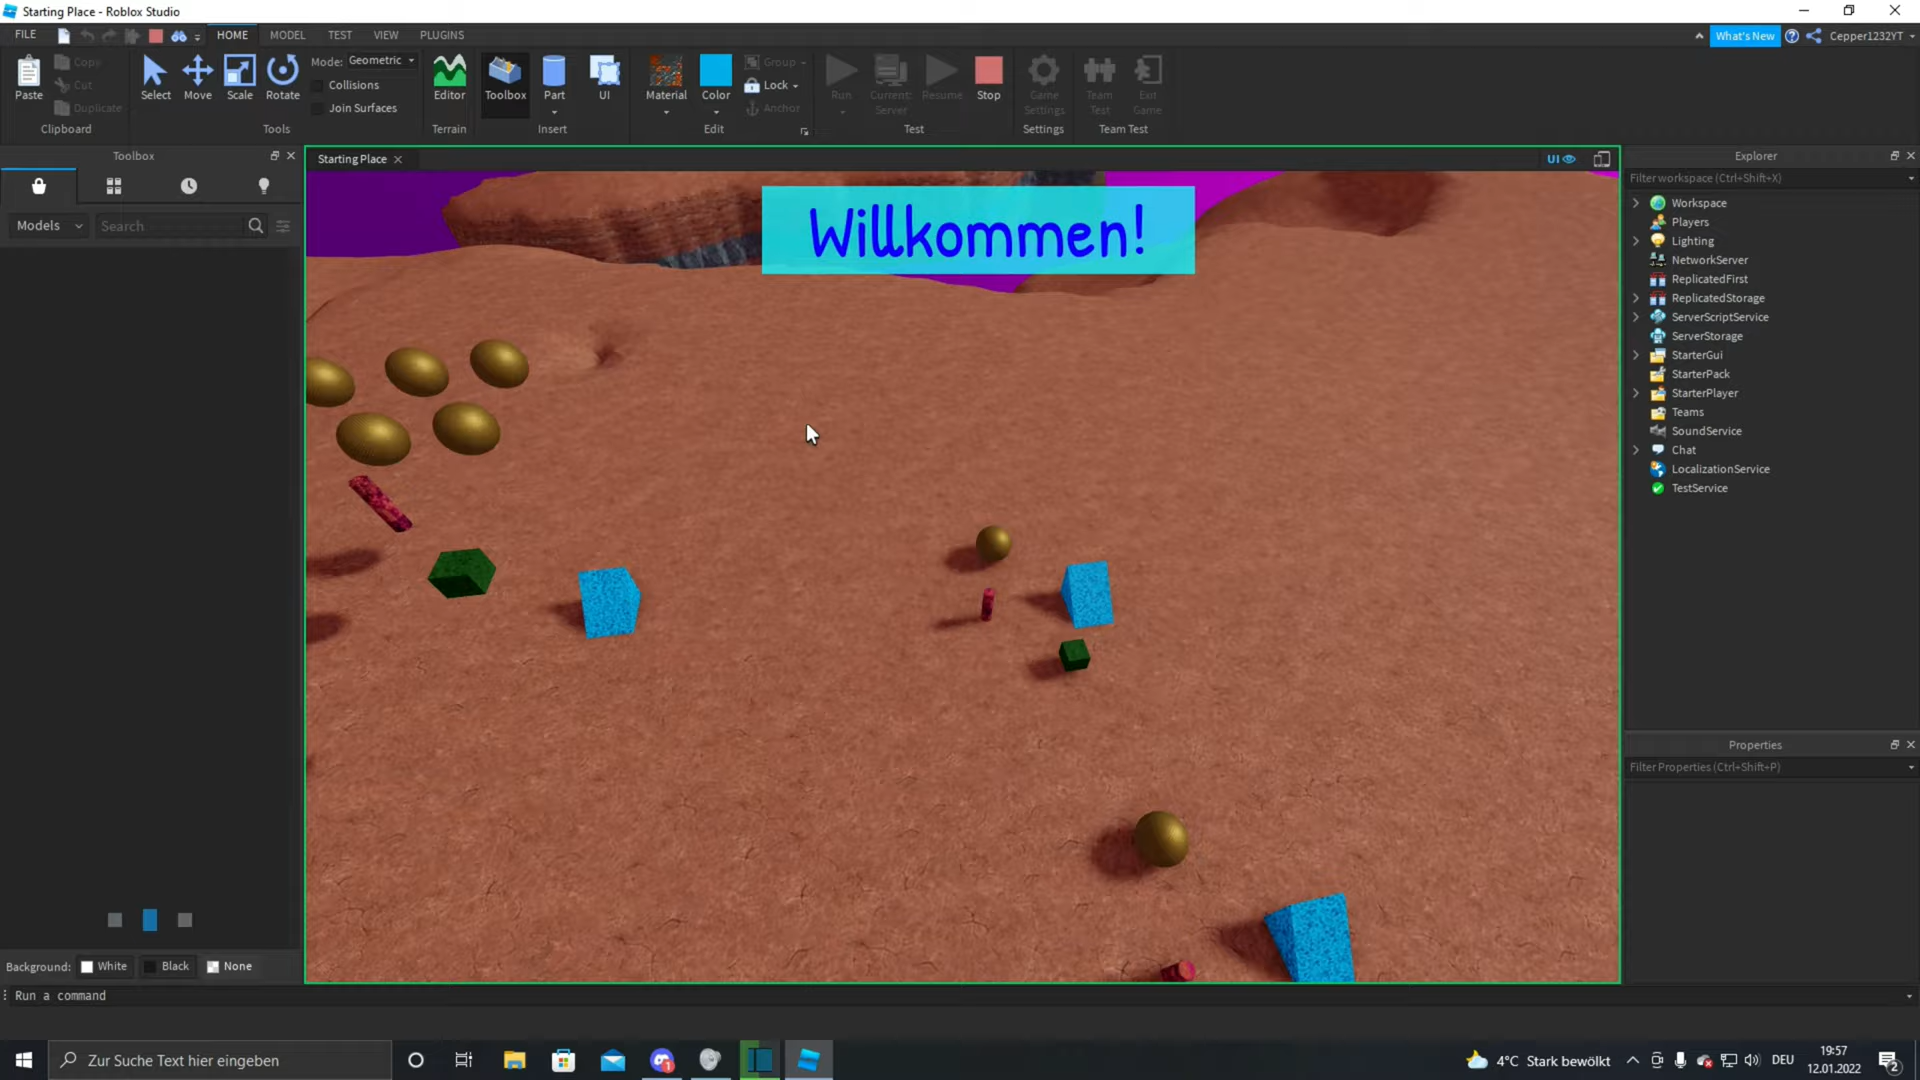 Starting Place - Roblox Studio
FILE HOME MODEL TEST VIEW PLUGINS What's New Cepper1232YT
Paste Copy Cut Duplicate Clipboard
Select Move Scale Rotate Mode: Geometric Collisions Join Surfaces Tools
Editor Terrain
Toolbox Part UI Insert
Material Color Group Lock Anchor Edit
Run Current: Server Resume Stop Test
Game Settings Settings
Team Test Exit Game Team Test
Toolbox
Models Search
Starting Place UI
Willkommen!
Explorer
Filter workspace (Ctrl+Shift+X)
Workspace
Players
Lighting
NetworkServer
ReplicatedFirst
ReplicatedStorage
ServerScriptService
ServerStorage
StarterGui
StarterPack
StarterPlayer
Teams
SoundService
Chat
LocalizationService
TestService
Properties
Filter Properties (Ctrl+Shift+P)
Background: White Black None
Run a command
Zur Suche Text hier eingeben
1
4°C Stark bewölkt
DEU
19:57
12.01.2022
2